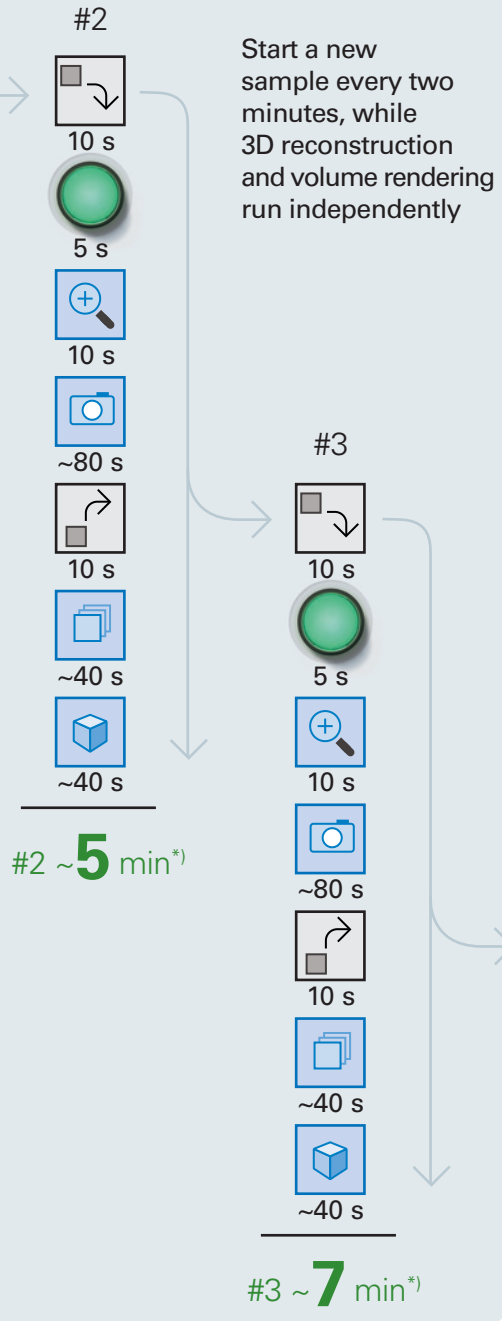 #2
10 s
5 s
10 s
~80 s
10 s
~40 s
~40 s
#2 ~5 min*)
Start a new
sample every two
minutes, while
3D reconstruction
and volume rendering
run independently
#3
10 s
5 s
10 s
~80 s
10 s
~40 s
~40 s
#3 ~7 min*)